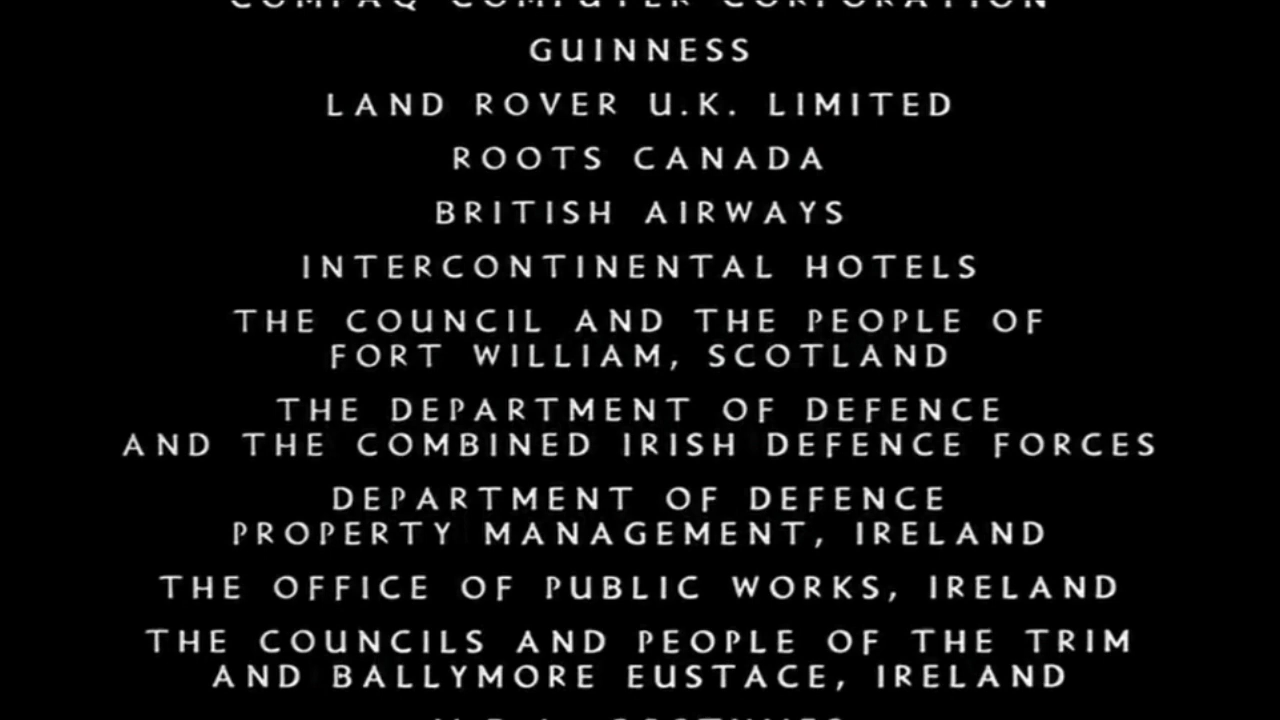 COMPAQ COMPUTER CORPORATION
GUINNESS
LAND ROVER U.K. LIMITED
ROOTS CANADA
BRITISH AIRWAYS
INTERCONTINENTAL HOTELS
THE COUNCIL AND THE PEOPLE OF
FORT WILLIAM, SCOTLAND
THE DEPARTMENT OF DEFENCE
AND THE COMBINED IRISH DEFENCE FORCES
DEPARTMENT OF DEFENCE
PROPERTY MANAGEMENT, IRELAND
THE OFFICE OF PUBLIC WORKS, IRELAND
THE COUNCILS AND PEOPLE OF THE TRIM
AND BALLYMORE EUSTACE, IRELAND